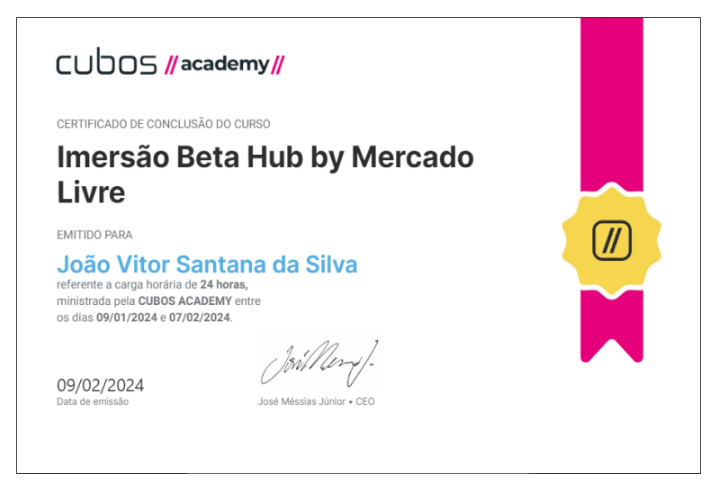 cubos //academy//
CERTIFICADO DE CONCLUSÃO DO CURSO
Imersão Beta Hub by Mercado
Livre
EMITIDO PARA
João Vitor Santana da Silva
referente a carga horária de 24 horas,
ministrada pela CUBOS ACADEMY entre
os dias 09/01/2024 e 07/02/2024.
09/02/2024
Data de emissão
José Méssias Júnior • CEO